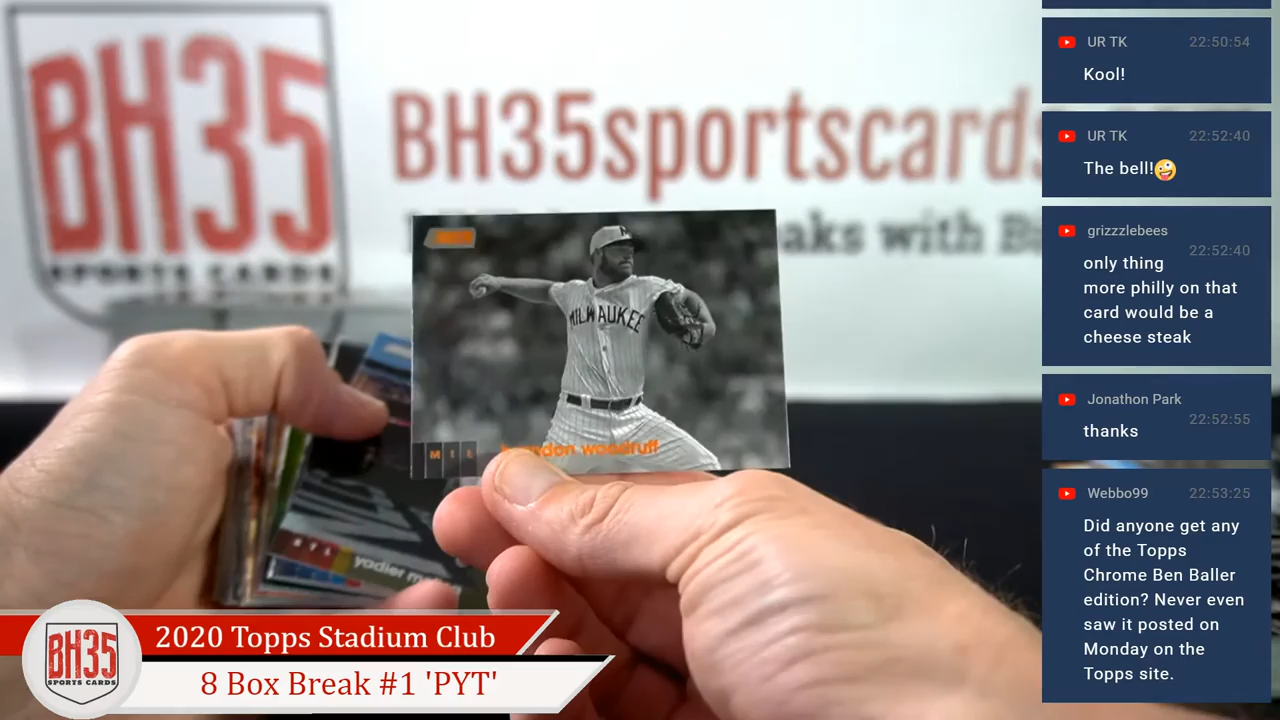 BH35
SPORTS CARDS
BH35sportscards
aks with B
MILWAUKEE
MIL
brandon woodruff
STL
yadier
BH35
SPORTS CARDS
2020 Topps Stadium Club
8 Box Break #1 'PYT'
UR TK 22:50:54
Kool!
UR TK 22:52:40
The bell!🤪
grizzzlebees
22:52:40
only thing
more philly on that
card would be a
cheese steak
Jonathon Park
22:52:55
thanks
Webbo99 22:53:25
Did anyone get any
of the Topps
Chrome Ben Baller
edition? Never even
saw it posted on
Monday on the
Topps site.